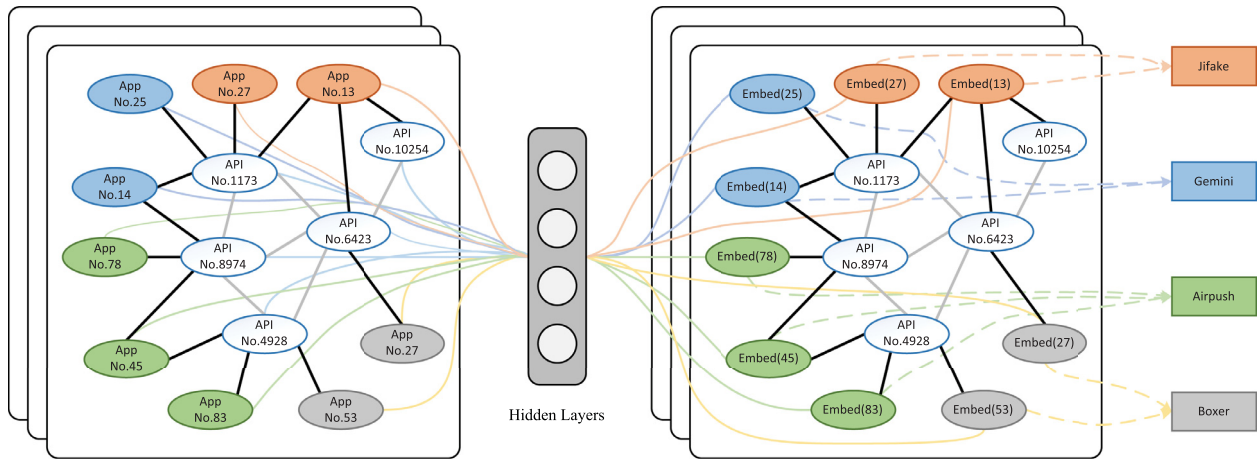 App
No.25
App
No.27
App
No.13
API
No.10254
API
No.1173
App
No.14
API
No.6423
App
No.78
API
No.8974
API
No.4928
App
No.45
App
No.27
App
No.83
App
No.53
Hidden Layers
Embed(25)
Embed(27)
Embed(13)
API
No.10254
API
No.1173
Embed(14)
API
No.6423
Embed(78)
API
No.8974
API
No.4928
Embed(45)
Embed(27)
Embed(83)
Embed(53)
Jifake
Gemini
Airpush
Boxer